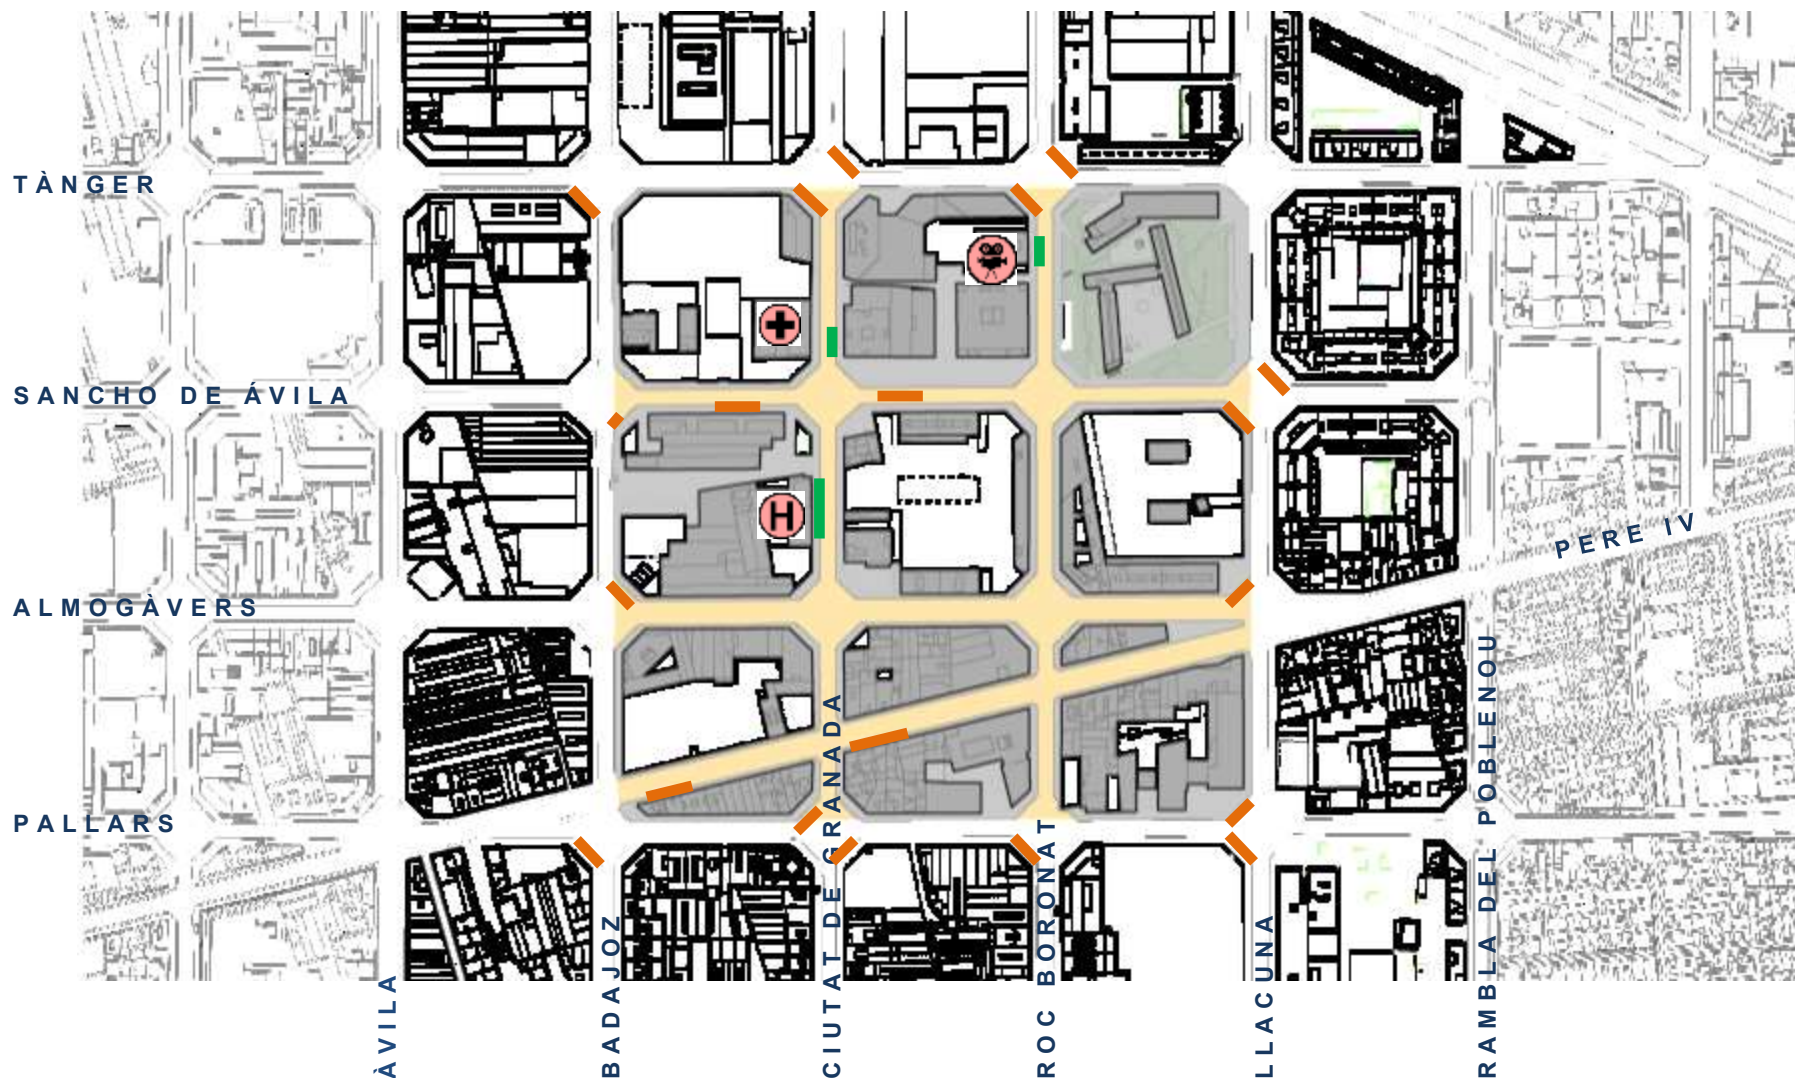 TÀNGER
SANCHO DE ÁVILA
H
PERE IV
ALMOGÀVERS
PALLARS
ÀVILA
BADAJOZ
CIUTAT DE GRANADA
ROC BORONAT
LLACUNA
RAMBLA DEL POBLENOU